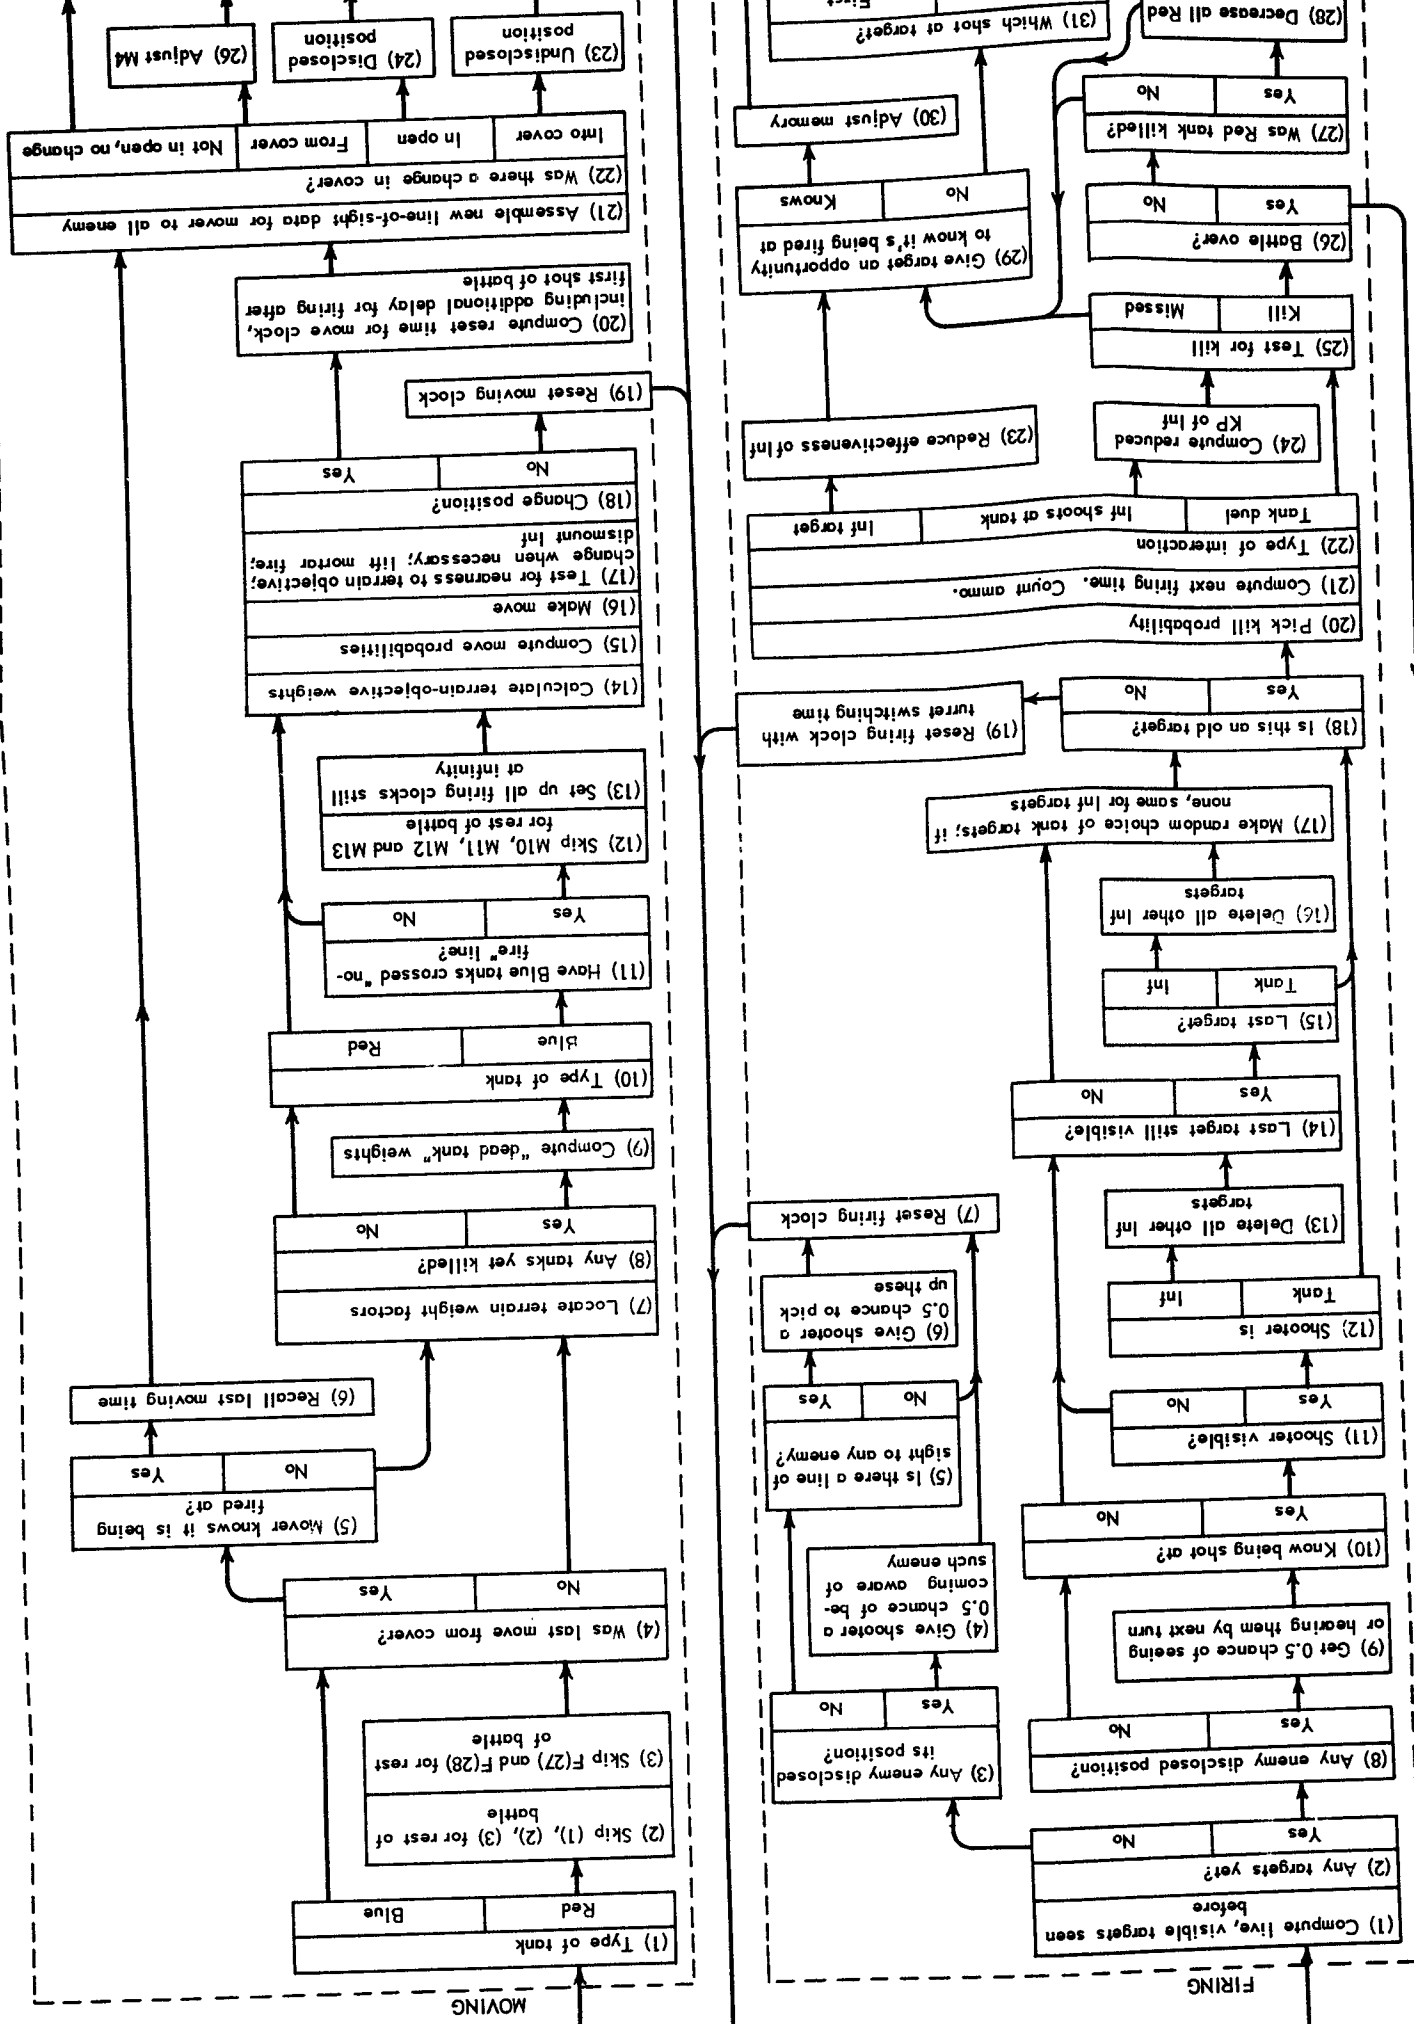 FIRING
(1) Compute live, visible targets seen
before
(2) Any targets yet?
Yes
No
(8) Any enemy disclosed position?
Yes
No
(9) Get 0.5 chance of seeing
or hearing them by next turn
(10) Know being shot at?
Yes
No
(11) Shooter visible?
Yes
No
(12) Shooter is
Tank
Inf
(13) Delete all other Inf
targets
(14) Last target still visible?
Yes
No
(15) Last target?
Tank
Inf
(16) Delete all other Inf
targets
(17) Make random choice of tank targets; if
none, same for Inf targets
(18) Is this an old target?
Yes
No
(19) Reset firing clock with
turret switching time
(20) Pick kill probability
(21) Compute next firing time. Count ammo.
(22) Type of interaction
Tank duel
Inf shoots at tank
Inf target
(24) Compute reduced
KP of Inf
(23) Reduce effectiveness of Inf
(25) Test for kill
Kill
Missed
(26) Battle over?
Yes
No
(27) Was Red tank killed?
Yes
No
(28) Decrease all Red
(29) Give target an opportunity
to know it's being fired at
No
Knows
(30) Adjust memory
(31) Which shot at target?
First
(3) Any enemy disclosed
its position?
Yes
No
(4) Give shooter a
0.5 chance of be-
coming aware of
such enemy
(5) Is there a line of
sight to any enemy?
No
Yes
(6) Give shooter a
0.5 chance to pick
up these
(7) Reset firing clock
MOVING
(1) Type of tank
Red
Blue
(2) Skip (1), (2), (3) for rest of
battle
(3) Skip F(27) and F(28) for rest
of battle
(4) Was last move from cover?
No
Yes
(5) Mover knows it is being
fired at?
No
Yes
(6) Recall last moving time
(7) Locate terrain weight factors
(8) Any tanks yet killed?
Yes
No
(9) Compute "dead tank" weights
(10) Type of tank
Blue
Red
(11) Have Blue tanks crossed "no-
fire" line?
Yes
No
(12) Skip M10, M11, M12 and M13
for rest of battle
(13) Set up all firing clocks still
at infinity
(14) Calculate terrain-objective weights
(15) Compute move probabilities
(16) Make move
(17) Test for nearness to terrain objective;
change when necessary; lift mortar fire;
dismount Inf
(18) Change position?
No
Yes
(19) Reset moving clock
(20) Compute reset time for move clock,
including additional delay for firing after
first shot of battle
(21) Assemble new line-of-sight data for mover to all enemy
(22) Was there a change in cover?
Into cover
In open
From cover
Not in open, no change
(23) Undisclosed
position
(24) Disclosed
position
(26) Adjust M4